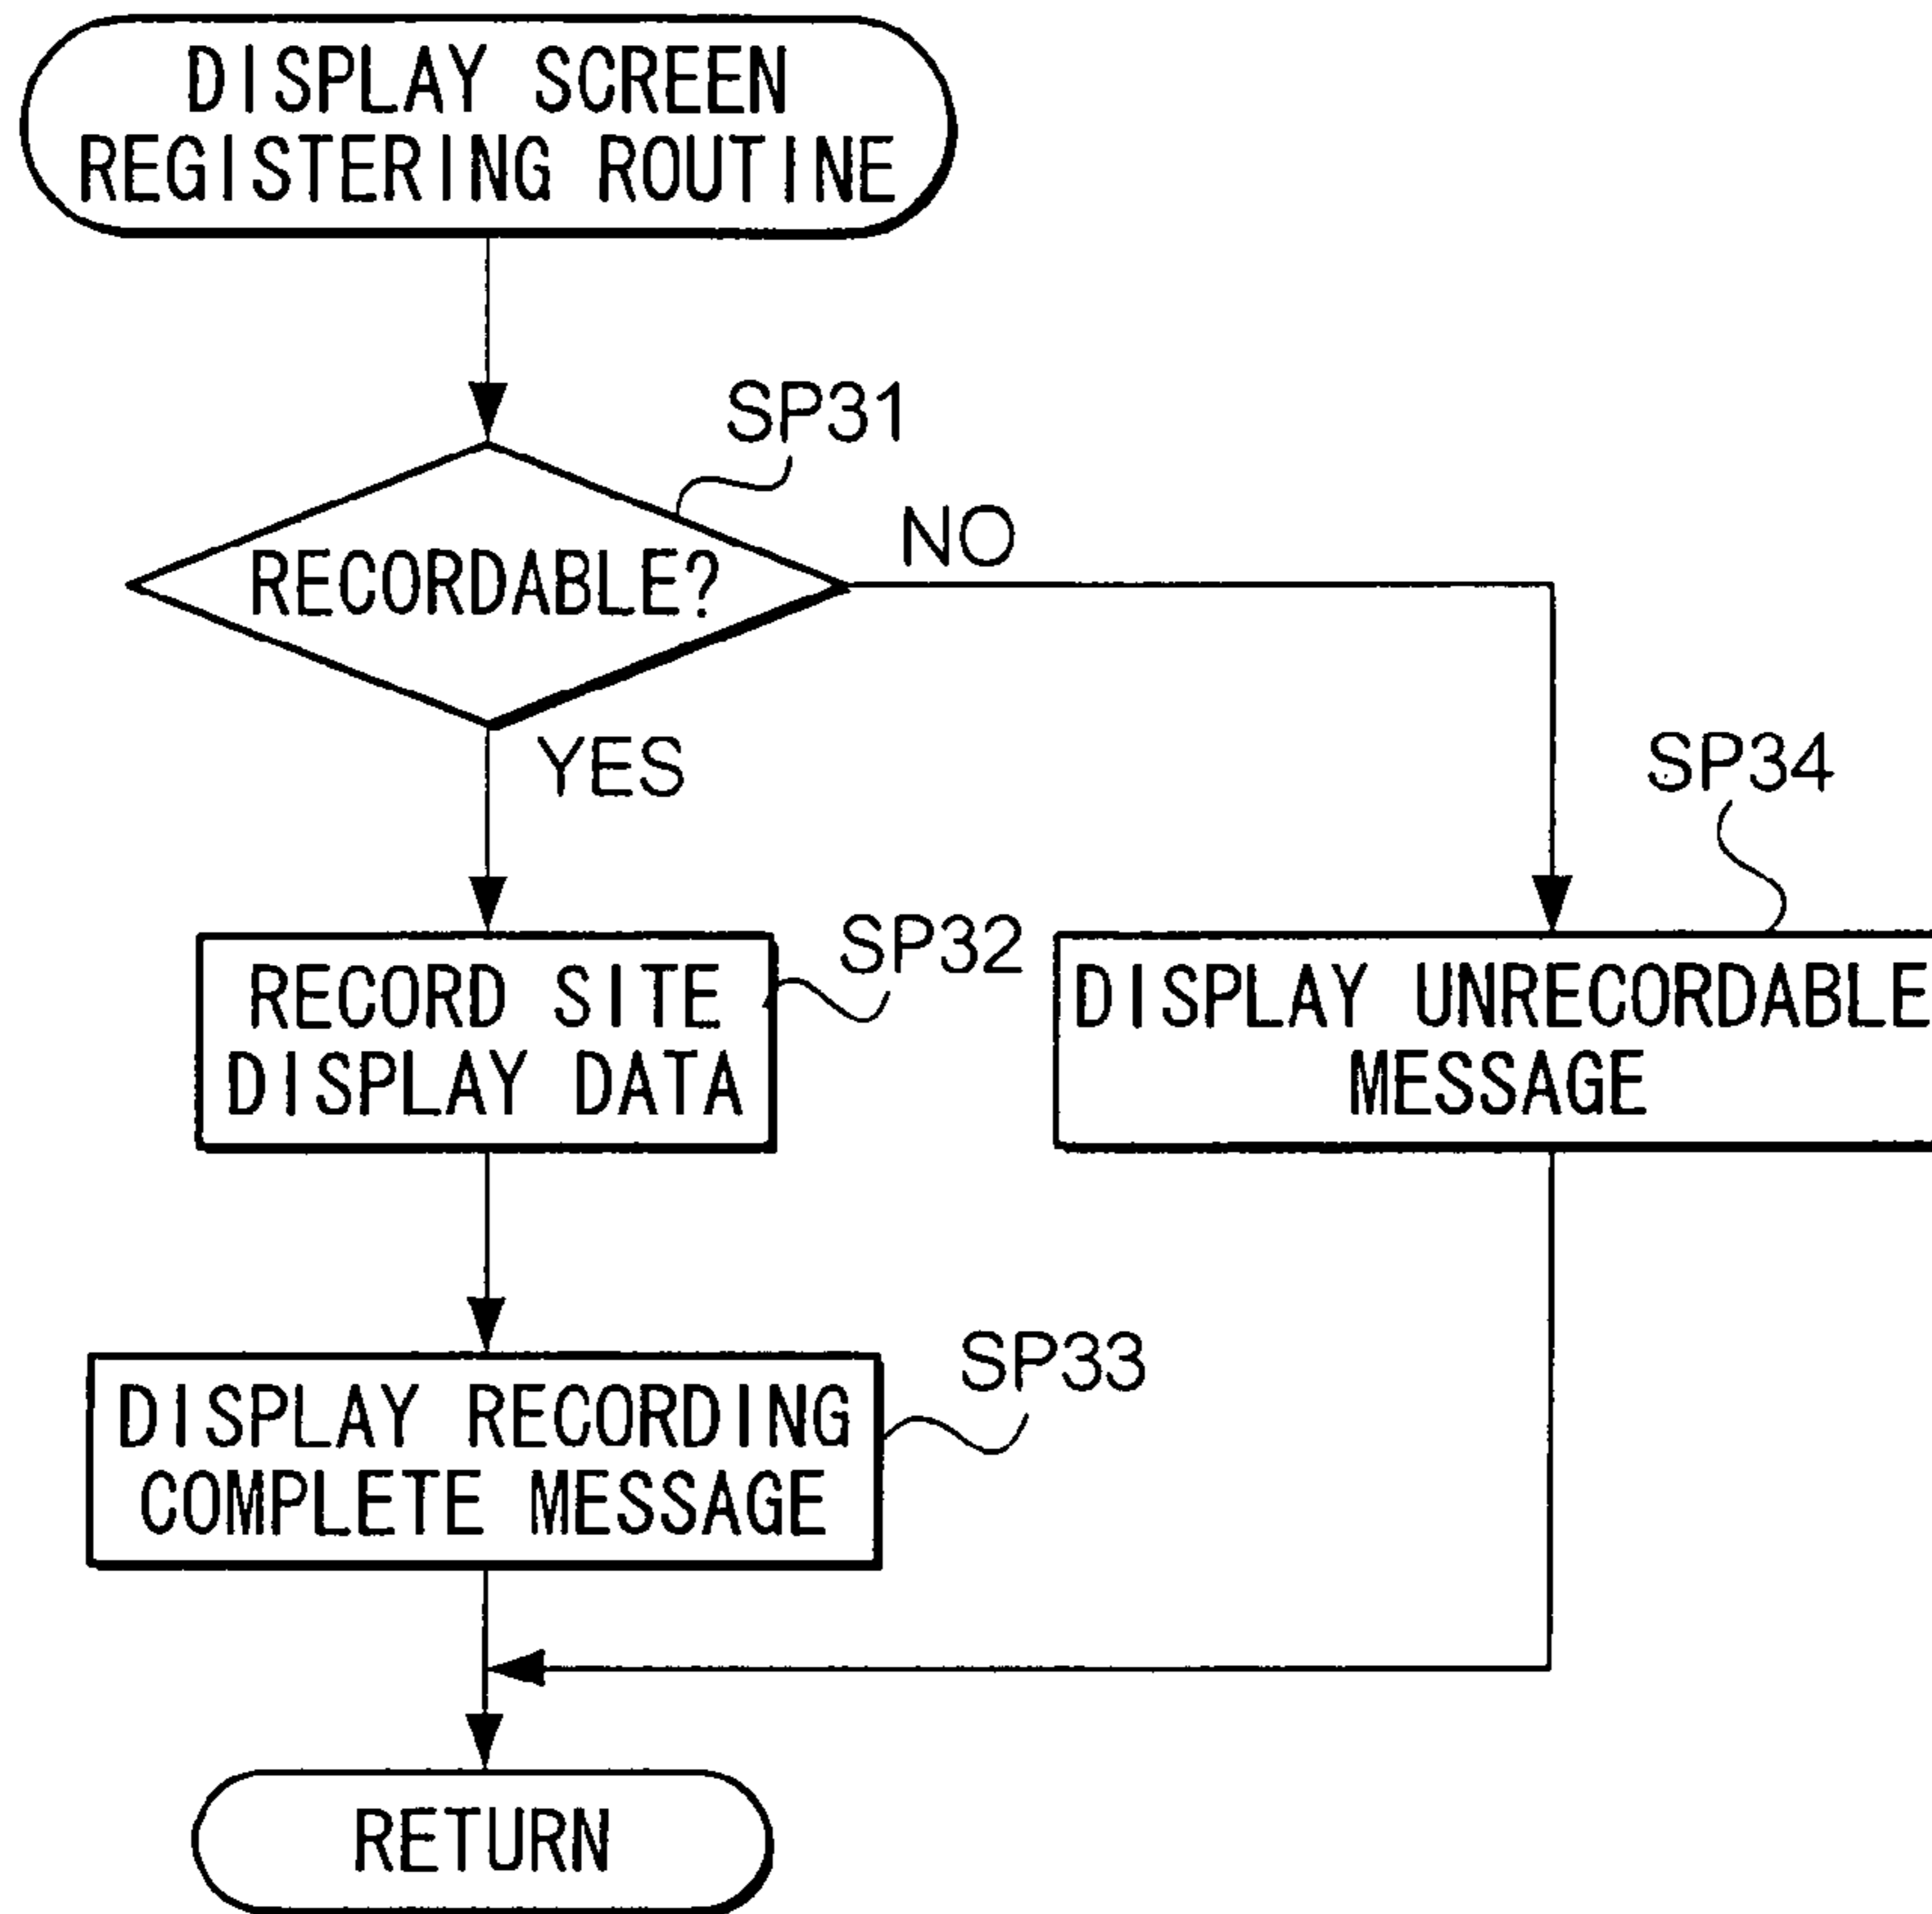 DISPLAY SCREEN
REGISTERING ROUTINE
SP31
RECORDABLE?
NO
YES
SP34
SP32
RECORD SITE
DISPLAY DATA
DISPLAY UNRECORDABLE
MESSAGE
SP33
DISPLAY RECORDING
COMPLETE MESSAGE
RETURN